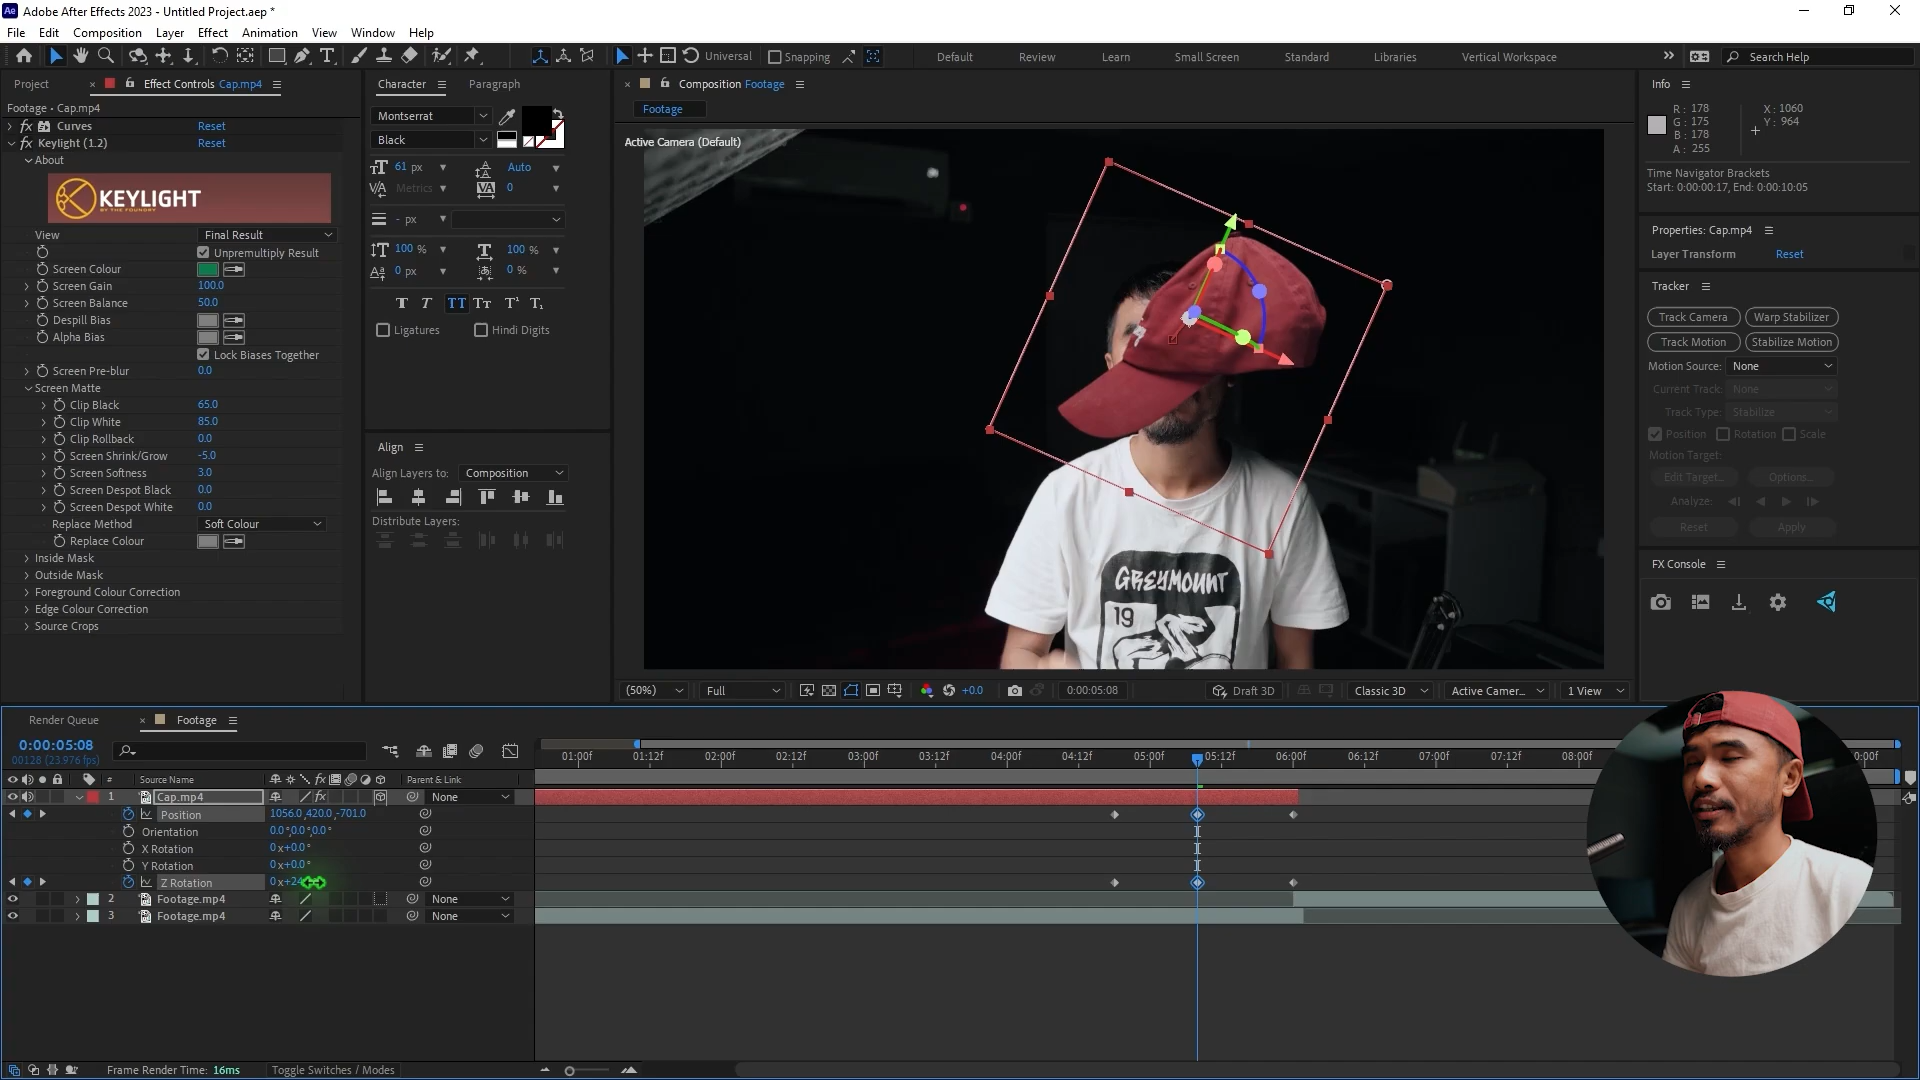 Adobe After Effects 2023 - Untitled Project.aep *
File Edit Composition Layer Effect Animation View Window Help
Universal Snapping Default Review Learn Small Screen Standard Libraries Vertical Workspace Search Help
Project Effect Controls Cap.mp4
Footage • Cap.mp4
fx Curves Reset
fx Keylight (1.2) Reset
About
KEYLIGHT
BY THE FOUNDRY
View Final Result
Unpremultiply Result
Screen Colour
Screen Gain 100.0
Screen Balance 50.0
Despill Bias
Alpha Bias
Lock Biases Together
Screen Pre-blur 0.0
Screen Matte
Clip Black 65.0
Clip White 85.0
Clip Rollback 0.0
Screen Shrink/Grow -5.0
Screen Softness 3.0
Screen Despot Black 0.0
Screen Despot White 0.0
Replace Method Soft Colour
Replace Colour
Inside Mask
Outside Mask
Foreground Colour Correction
Edge Colour Correction
Source Crops
Character Paragraph
Montserrat
Black
61 px Auto
Metrics 0
- px
100 % 100 %
0 px 0 %
Ligatures Hindi Digits
Align
Align Layers to: Composition
Distribute Layers:
Composition Footage
Footage
Active Camera (Default)
GREYMOUNT
19
(50%) Full +0.0 0:00:05:08 Draft 3D Classic 3D Active Camer... 1 View
Info
R: 178 X: 1060
G: 175 Y: 964
B: 178
A: 255
Time Navigator Brackets
Start: 0:00:00:17, End: 0:00:10:05
Properties: Cap.mp4
Layer Transform Reset
Tracker
Track Camera Warp Stabilizer
Track Motion Stabilize Motion
Motion Source: None
Current Track: None
Track Type: Stabilize
Position Rotation Scale
Motion Target:
Edit Target... Options...
Analyze:
Reset Apply
FX Console
Render Queue Footage
0:00:05:08
00128 (23.976 fps)
01:00f 01:12f 02:00f 02:12f 03:00f 03:12f 04:00f 04:12f 05:00f 05:12f 06:00f 06:12f 07:00f 07:12f 08:00f
# Source Name Parent & Link
1 Cap.mp4 None
Position 1056.0,420.0,-701.0
Orientation 0.0°,0.0°,0.0°
X Rotation 0x+0.0°
Y Rotation 0x+0.0°
Z Rotation 0x+24
2 Footage.mp4 None
3 Footage.mp4 None
Frame Render Time: 16ms Toggle Switches / Modes